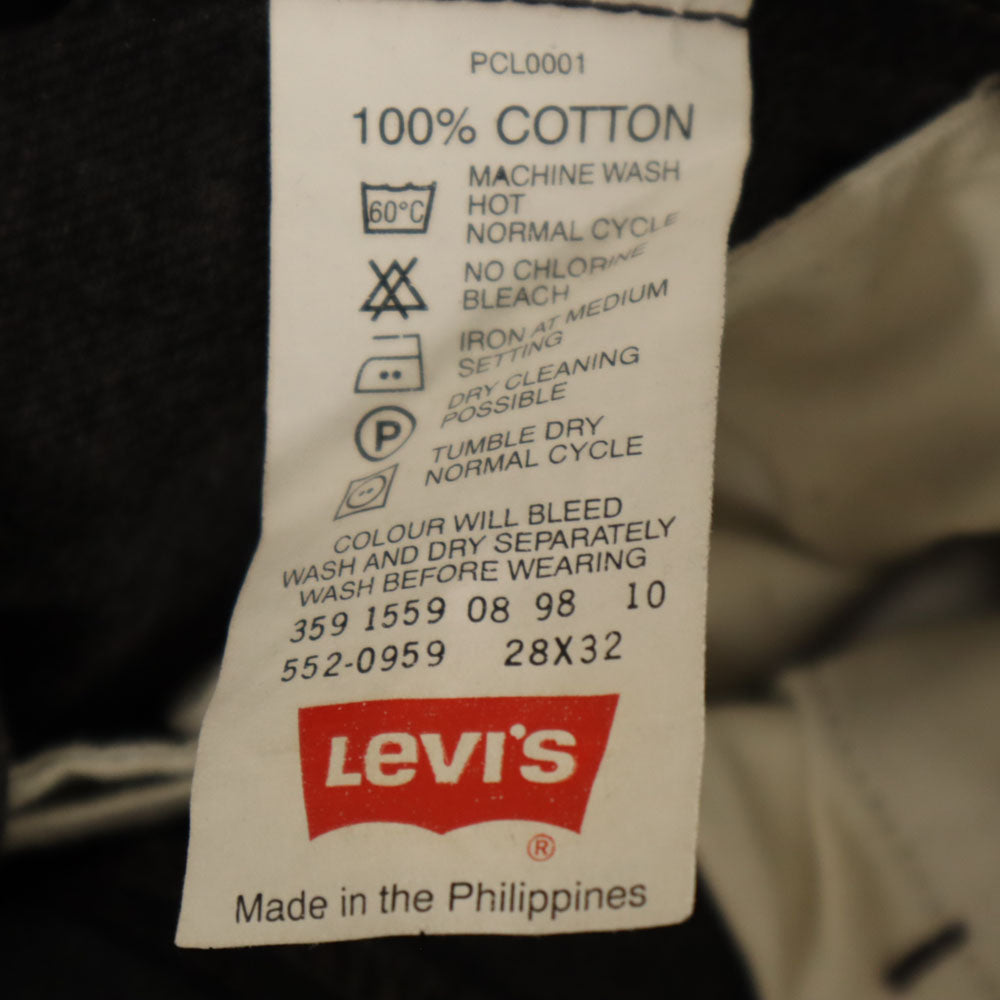 PCL0001
100% COTTON
60°C
MACHINE WASH
HOT
NORMAL CYCLE
NO CHLORINE
BLEACH
IRON AT MEDIUM
SETTING
DRY CLEANING
POSSIBLE
P
TUMBLE DRY
NORMAL CYCLE
COLOUR WILL BLEED
WASH AND DRY SEPARATELY
WASH BEFORE WEARING
359 1559 08 98 10
552-0959 28X32
LEVI'S
®
Made in the Philippines